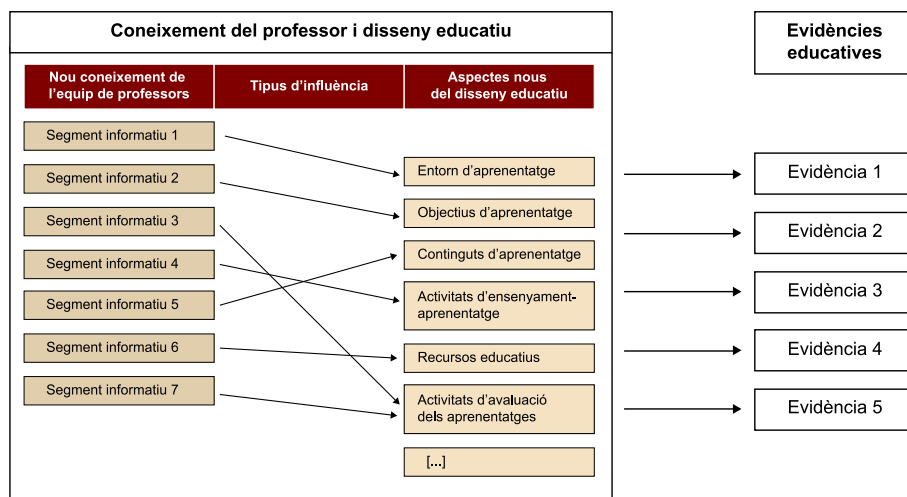 Coneixement del professor i disseny educatiu
Evidències
educatives
Nou coneixement de
l’equip de professors
Tipus d’influència
Aspectes nous
del disseny educatiu
Segment informatiu 1
Segment informatiu 2
Segment informatiu 3
Segment informatiu 4
Segment informatiu 5
Segment informatiu 6
Segment informatiu 7
Entorn d’aprenentatge
Objectius d’aprenentatge
Continguts d’aprenentatge
Activitats d’ensenyament-
aprenentatge
Recursos educatius
Activitats d’avaluació
dels aprenentatges
[...]
Evidència 1
Evidència 2
Evidència 3
Evidència 4
Evidència 5